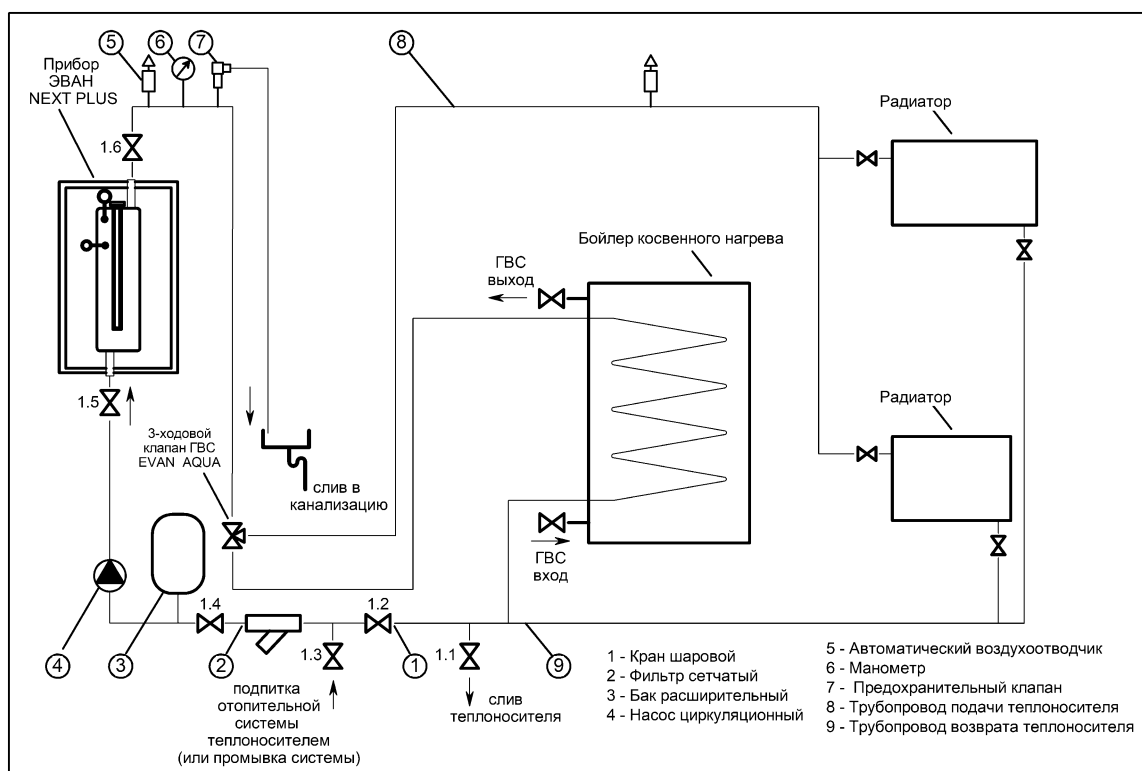 5
6
7
8
Прибор
ЭВАН
NEXT PLUS
1.6
Радиатор
Бойлер косвенного нагрева
ГВС
выход
1.5
3-ходовой
клапан ГВС
EVAN AQUA
слив в
канализацию
Радиатор
ГВС
вход
1.4
1.2
4
3
2
1.3
1
1.1
9
подпитка
отопительной
системы
теплоносителем
(или промывка системы)
слив
теплоносителя
1 - Кран шаровой
2 - Фильтр сетчатый
3 - Бак расширительный
4 - Насос циркуляционный
5 - Автоматический воздухоотводчик
6 - Манометр
7 - Предохранительный клапан
8 - Трубопровод подачи теплоносителя
9 - Трубопровод возврата теплоносителя